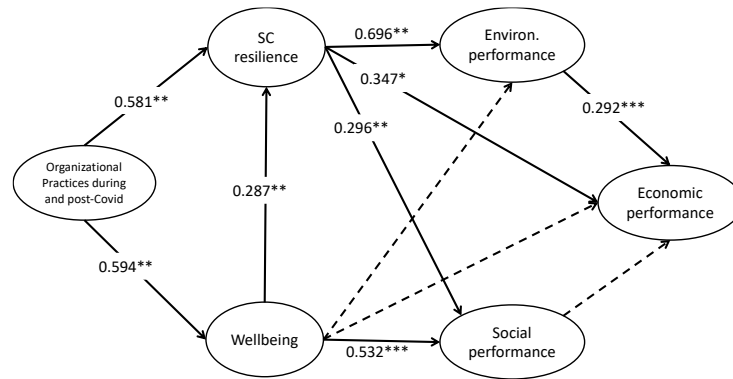 SC
resilience
0.696**
Environ.
performance
0.347*
0.581**
0.292***
0.296**
Organizational
Practices during
and post-Covid
0.287**
Economic
performance
0.594**
Wellbeing
0.532***
Social
performance